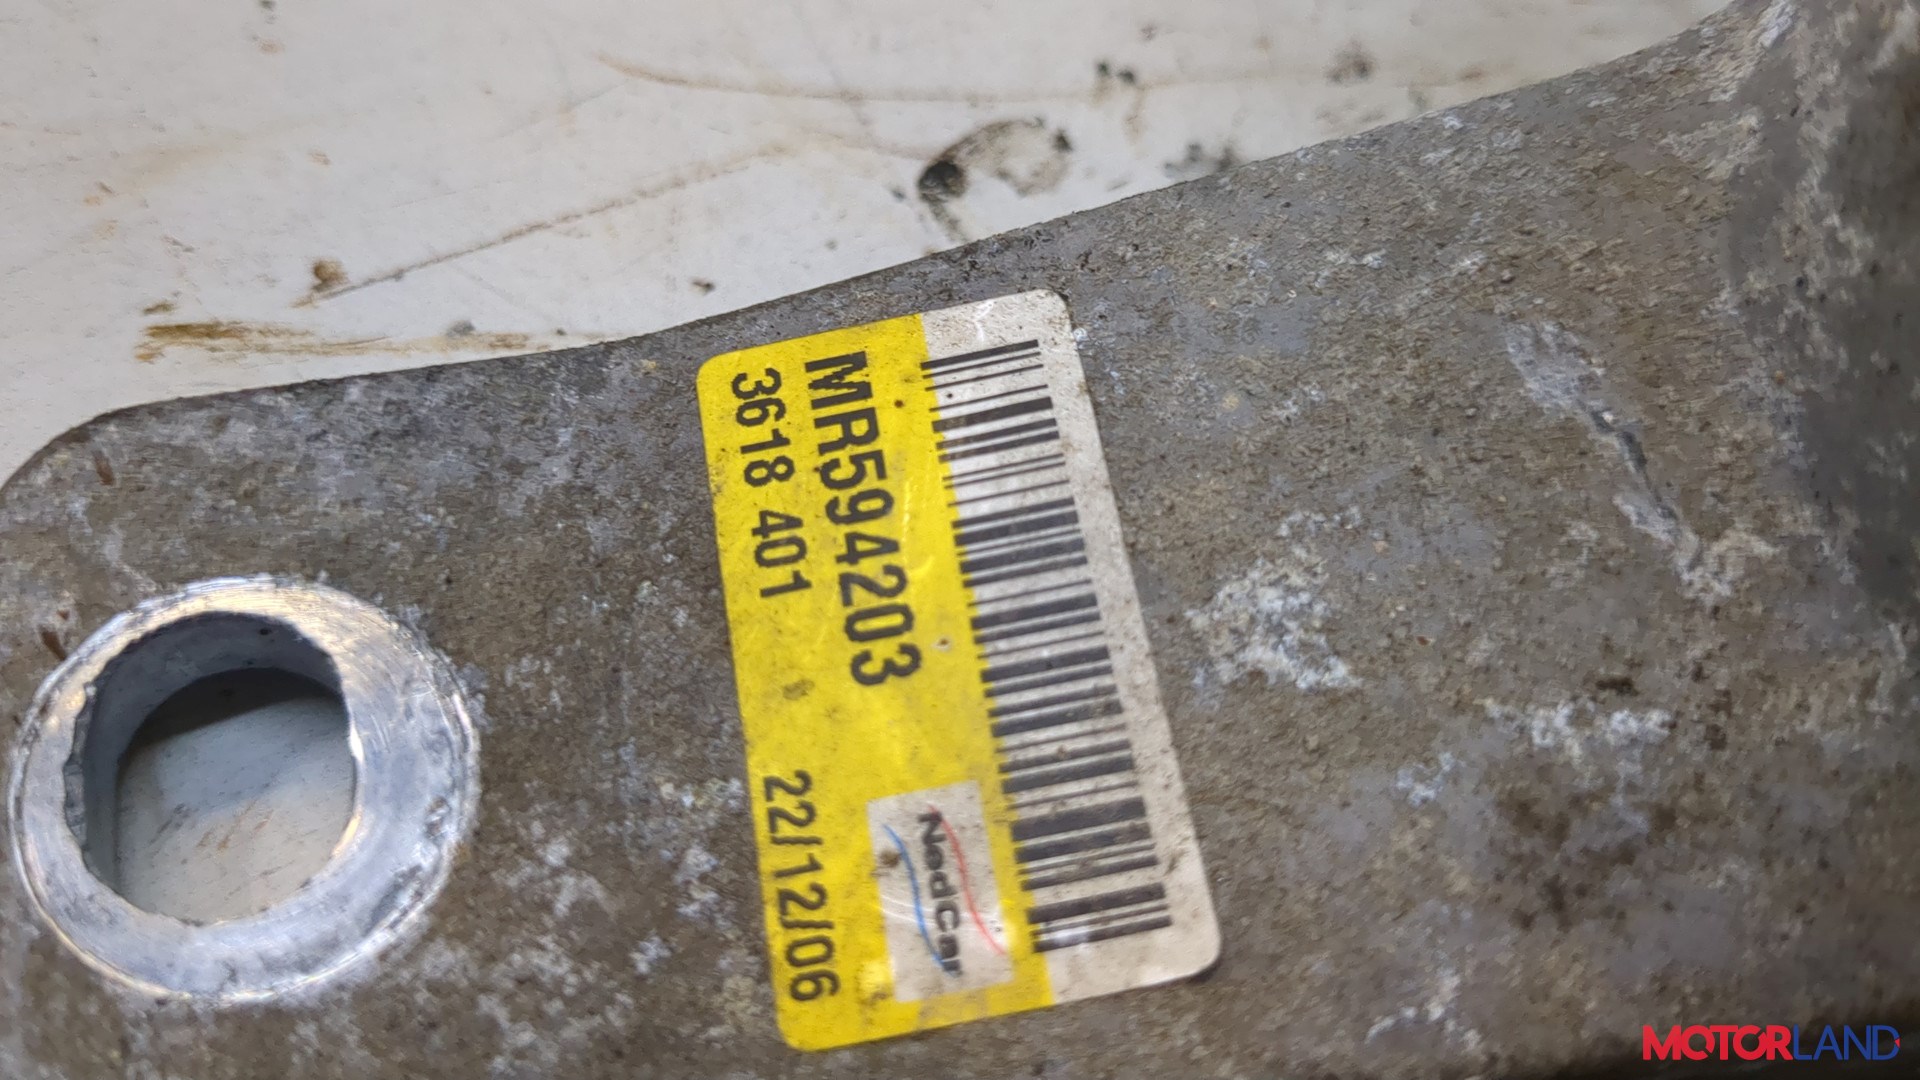 MR594203
3618 401 22/12/06
NedCar
MOTORLAND